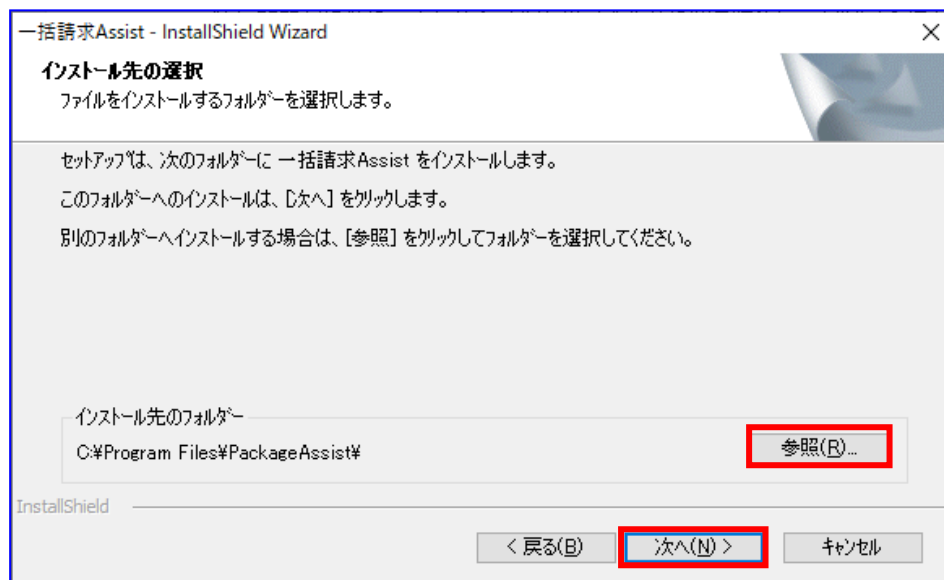 一括請求Assist - InstallShield Wizard
インストール先の選択
ファイルをインストールするフォルダーを選択します。
セットアップは、次のフォルダーに 一括請求Assist をインストールします。
このフォルダーへのインストールは、[次へ] をクリックします。
別のフォルダーへインストールする場合は、[参照] をクリックしてフォルダーを選択してください。
インストール先のフォルダー
C:¥Program Files¥PackageAssist¥
参照(R)...
InstallShield
< 戻る(B)
次へ(N) >
キャンセル